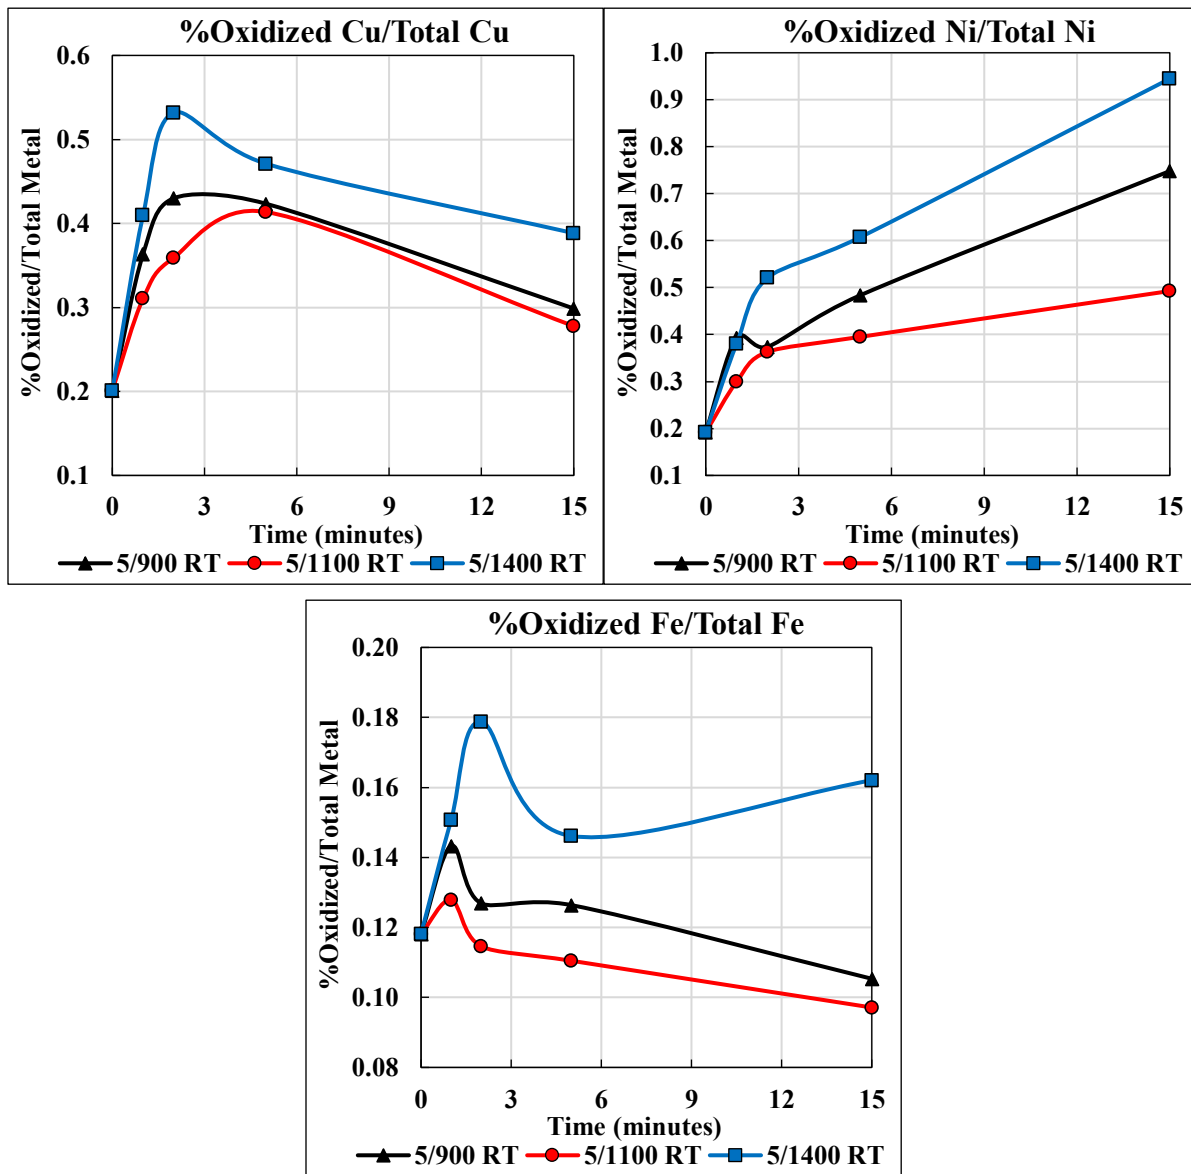 %Oxidized Cu/Total Cu
%Oxidized/Total Metal
0.6
0.5
0.4
0.3
0.2
0.1
0 3 6 9 12 15
Time (minutes)
5/900 RT 5/1100 RT 5/1400 RT
%Oxidized Ni/Total Ni
%Oxidized/Total Metal
1.0
0.9
0.8
0.7
0.6
0.5
0.4
0.3
0.2
0.1
0 3 6 9 12 15
Time (minutes)
5/900 RT 5/1100 RT 5/1400 RT
%Oxidized Fe/Total Fe
%Oxidized/Total Metal
0.20
0.18
0.16
0.14
0.12
0.10
0.08
0 3 6 9 12 15
Time (minutes)
5/900 RT 5/1100 RT 5/1400 RT